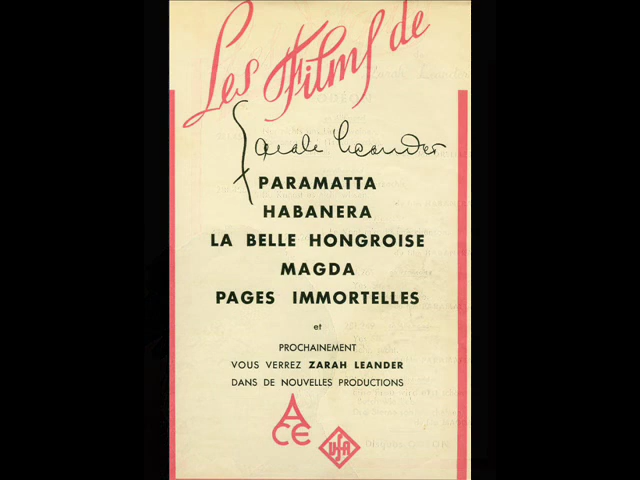 Les Films de
Zarah Leander
PARAMATTA
HABANERA
LA BELLE HONGROISE
MAGDA
PAGES IMMORTELLES
et
PROCHAINEMENT
VOUS VERREZ ZARAH LEANDER
DANS DE NOUVELLES PRODUCTIONS
ACE
UFA